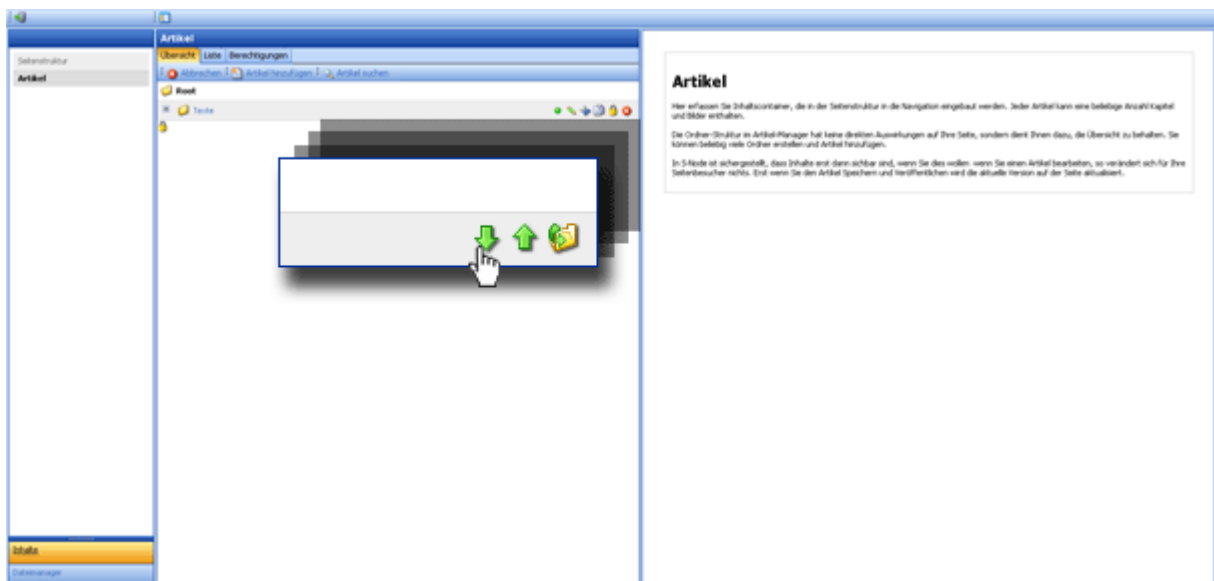 Artikel
Seitenstruktur
Artikel
Übersicht Liste Berechtigungen
Abbrechen Artikel hinzufügen Artikel suchen
Root
Texte
Artikel
Hier erfassen Sie Inhaltscontainer, die in der Seitenstruktur in die Navigation eingebaut werden. Jeder Artikel kann eine beliebige Anzahl Kapitel
und Bilder enthalten.
Die Ordner-Struktur im Artikel-Manager hat keine direkten Auswirkungen auf Ihre Seite, sondern dient Ihnen dazu, die Übersicht zu behalten. Sie
können beliebig viele Ordner erstellen und Artikel hinzufügen.
In S-Node ist sichergestellt, dass Inhalte erst dann sichbar sind, wenn Sie dies wollen wenn Sie einen Artikel bearbeiten, so verändert sich für Ihre
Seitenbesucher nichts. Erst wenn Sie den Artikel Speichern und Veröffentlichen wird die aktuelle Version auf der Seite aktualisiert.
Inhalte
Dateimanager